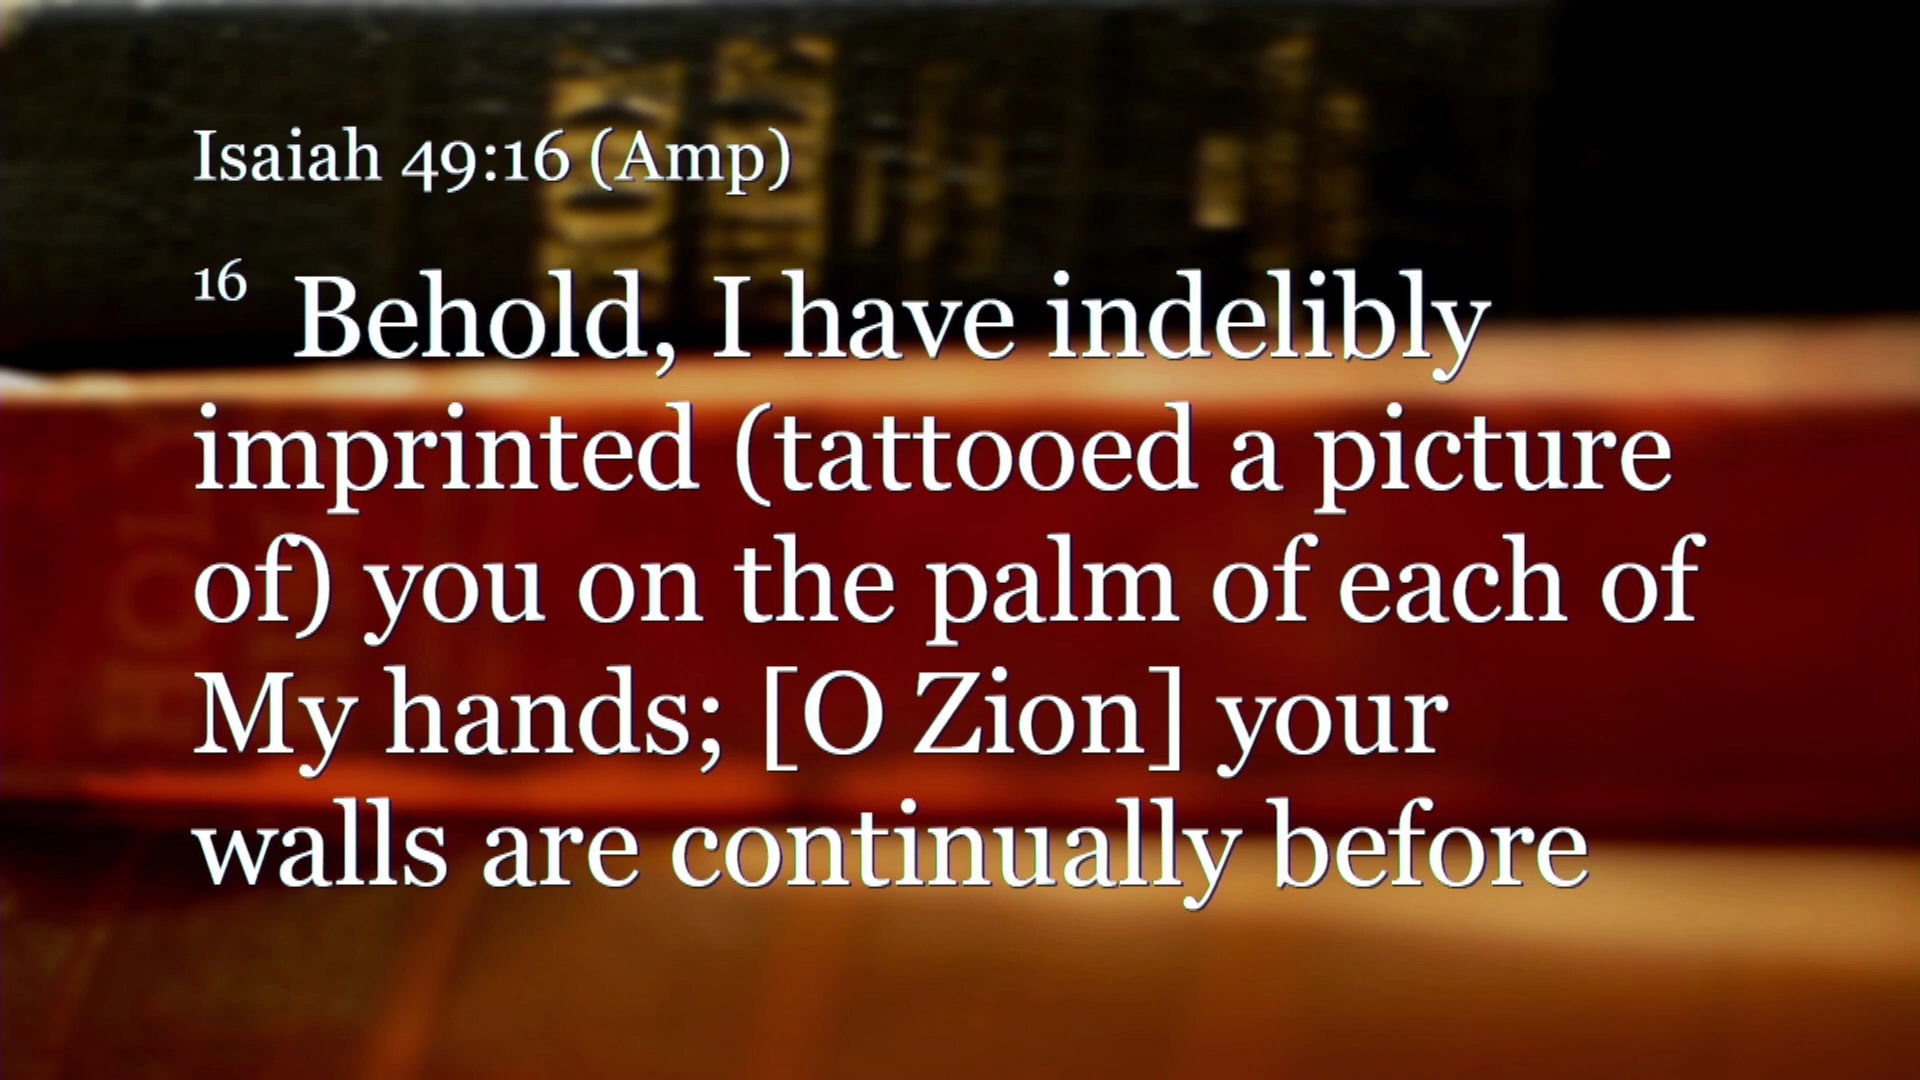 Isaiah 49:16 (Amp)
16 Behold, I have indelibly
imprinted (tattooed a picture
of) you on the palm of each of
My hands; [O Zion] your
walls are continually before
HOLY